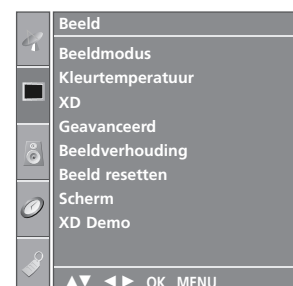 Beeld
Beeldmodus
Kleurtemperatuur
XD
Geavanceerd
Beeldverhouding
Beeld resetten
Scherm
XD Demo
▲▼ ◄► OK MENU